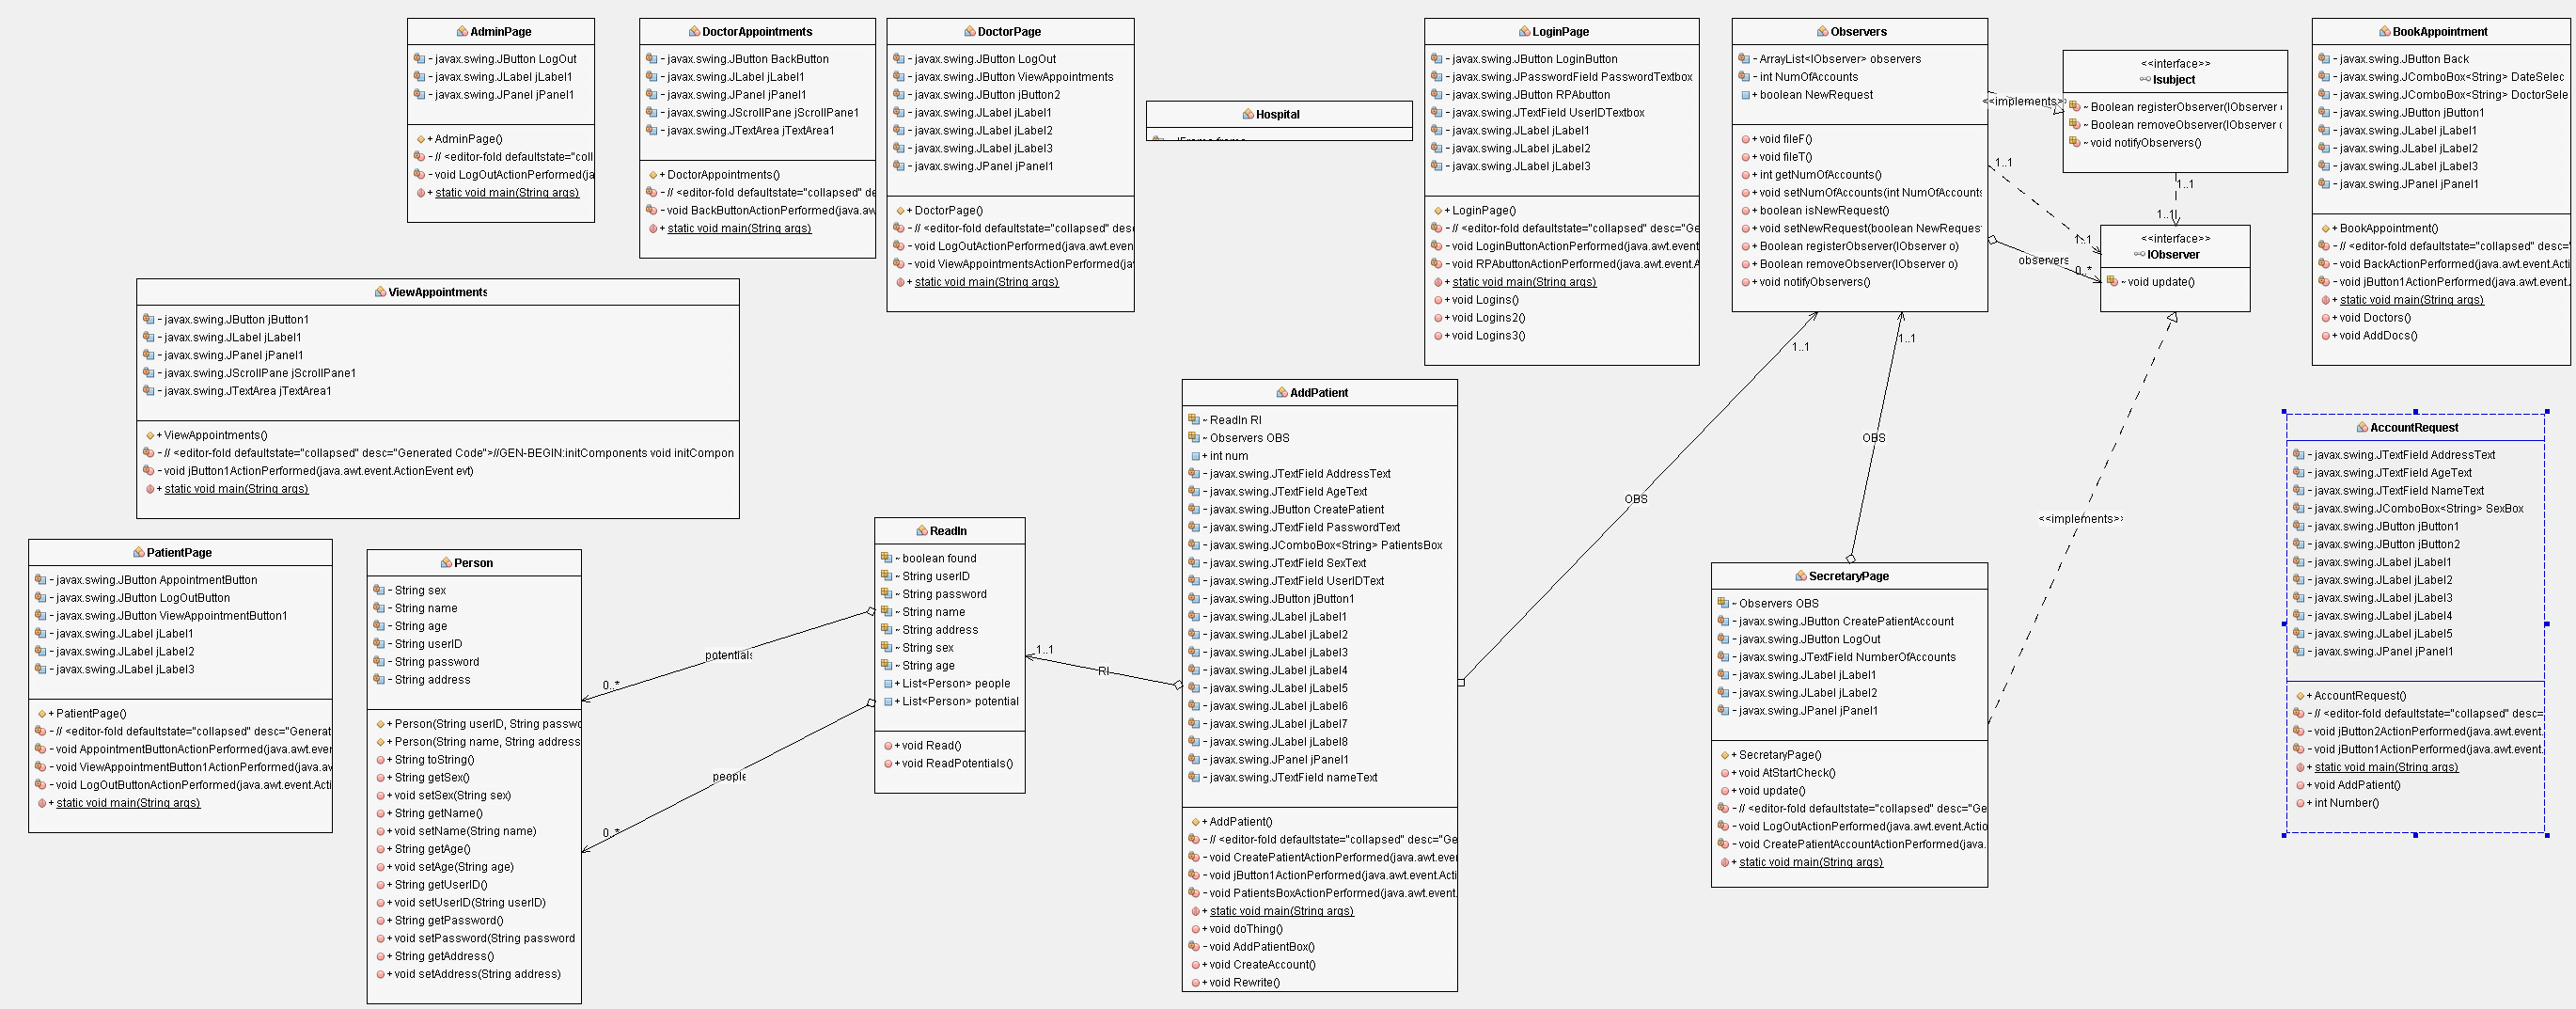 AdminPage
- javax.swing.JButton LogOut
- javax.swing.JLabel jLabel1
- javax.swing.JPanel jPanel1
+ AdminPage()
- // <editor-fold defaultstate="coll
- void LogOutActionPerformed(ja
+ static void main(String args)
DoctorAppointments
- javax.swing.JButton BackButton
- javax.swing.JLabel jLabel1
- javax.swing.JPanel jPanel1
- javax.swing.JScrollPane jScrollPane1
- javax.swing.JTextArea jTextArea1
+ DoctorAppointments()
- // <editor-fold defaultstate="collapsed" de
- void BackButtonActionPerformed(java.aw
+ static void main(String args)
DoctorPage
- javax.swing.JButton LogOut
- javax.swing.JButton ViewAppointments
- javax.swing.JButton jButton2
- javax.swing.JLabel jLabel1
- javax.swing.JLabel jLabel2
- javax.swing.JLabel jLabel3
- javax.swing.JPanel jPanel1
+ DoctorPage()
- // <editor-fold defaultstate="collapsed" desc
- void LogOutActionPerformed(java.awt.even
- void ViewAppointmentsActionPerformed(ja
+ static void main(String args)
Hospital
LoginPage
- javax.swing.JButton LoginButton
- javax.swing.JPasswordField PasswordTextbox
- javax.swing.JButton RPAbutton
- javax.swing.JTextField UserIDTextbox
- javax.swing.JLabel jLabel1
- javax.swing.JLabel jLabel2
- javax.swing.JLabel jLabel3
+ LoginPage()
- // <editor-fold defaultstate="collapsed" desc="Ge
- void LoginButtonActionPerformed(java.awt.event
- void RPAbuttonActionPerformed(java.awt.event.A
+ static void main(String args)
+ void Logins()
+ void Logins2()
+ void Logins3()
Observers
- ArrayList<IObserver> observers
- int NumOfAccounts
+ boolean NewRequest
+ void fileF()
+ void fileT()
+ int getNumOfAccounts()
+ void setNumOfAccounts(int NumOfAccounts
+ boolean isNewRequest()
+ void setNewRequest(boolean NewReques
+ Boolean registerObserver(IObserver o)
+ Boolean removeObserver(IObserver o)
+ void notifyObservers()
<<implements>>
1..1
1..1
observers
0..*
<<interface>>
Isubject
~ Boolean registerObserver(IObserver
~ Boolean removeObserver(IObserver
~ void notifyObservers()
1..1
1..1
<<interface>>
IObserver
~ void update()
BookAppointment
- javax.swing.JButton Back
- javax.swing.JComboBox<String> DateSelec
- javax.swing.JComboBox<String> DoctorSele
- javax.swing.JButton jButton1
- javax.swing.JLabel jLabel1
- javax.swing.JLabel jLabel2
- javax.swing.JLabel jLabel3
- javax.swing.JPanel jPanel1
+ BookAppointment()
- // <editor-fold defaultstate="collapsed" desc=
- void BackActionPerformed(java.awt.event.Acti
- void jButton1ActionPerformed(java.awt.event.
+ static void main(String args)
+ void Doctors()
+ void AddDocs()
ViewAppointments
- javax.swing.JButton jButton1
- javax.swing.JLabel jLabel1
- javax.swing.JPanel jPanel1
- javax.swing.JScrollPane jScrollPane1
- javax.swing.JTextArea jTextArea1
+ ViewAppointments()
- // <editor-fold defaultstate="collapsed" desc="Generated Code">//GEN-BEGIN:initComponents void initCompon
- void jButton1ActionPerformed(java.awt.event.ActionEvent evt)
+ static void main(String args)
PatientPage
- javax.swing.JButton AppointmentButton
- javax.swing.JButton LogOutButton
- javax.swing.JButton ViewAppointmentButton1
- javax.swing.JLabel jLabel1
- javax.swing.JLabel jLabel2
- javax.swing.JLabel jLabel3
+ PatientPage()
- // <editor-fold defaultstate="collapsed" desc="Generat
- void AppointmentButtonActionPerformed(java.awt.ever
- void ViewAppointmentButton1ActionPerformed(java.av
- void LogOutButtonActionPerformed(java.awt.event.Acti
+ static void main(String args)
Person
- String sex
- String name
- String age
- String userID
- String password
- String address
+ Person(String userID, String passwo
+ Person(String name, String address
+ String toString()
+ String getSex()
+ void setSex(String sex)
+ String getName()
+ void setName(String name)
+ String getAge()
+ void setAge(String age)
+ String getUserID()
+ void setUserID(String userID)
+ String getPassword()
+ void setPassword(String password
+ String getAddress()
+ void setAddress(String address)
potentials
0..*
people
0..*
ReadIn
~ boolean found
~ String userID
~ String password
~ String name
~ String address
~ String sex
~ String age
+ List<Person> people
+ List<Person> potential
+ void Read()
+ void ReadPotentials()
1..1
RI
AddPatient
~ ReadIn RI
~ Observers OBS
+ int num
- javax.swing.JTextField AddressText
- javax.swing.JTextField AgeText
- javax.swing.JButton CreatePatient
- javax.swing.JTextField PasswordText
- javax.swing.JComboBox<String> PatientsBox
- javax.swing.JTextField SexText
- javax.swing.JTextField UserIDText
- javax.swing.JButton jButton1
- javax.swing.JLabel jLabel1
- javax.swing.JLabel jLabel2
- javax.swing.JLabel jLabel3
- javax.swing.JLabel jLabel4
- javax.swing.JLabel jLabel5
- javax.swing.JLabel jLabel6
- javax.swing.JLabel jLabel7
- javax.swing.JLabel jLabel8
- javax.swing.JPanel jPanel1
- javax.swing.JTextField nameText
+ AddPatient()
- // <editor-fold defaultstate="collapsed" desc="Ge
- void CreatePatientActionPerformed(java.awt.eve
- void jButton1ActionPerformed(java.awt.event.Acti
- void PatientsBoxActionPerformed(java.awt.event.
+ static void main(String args)
+ void doThing()
- void AddPatientBox()
+ void CreateAccount()
+ void Rewrite()
1..1
OBS
1..1
OBS
SecretaryPage
~ Observers OBS
- javax.swing.JButton CreatePatientAccount
- javax.swing.JButton LogOut
- javax.swing.JTextField NumberOfAccounts
- javax.swing.JLabel jLabel1
- javax.swing.JLabel jLabel2
- javax.swing.JPanel jPanel1
+ SecretaryPage()
+ void AtStartCheck()
+ void update()
- // <editor-fold defaultstate="collapsed" desc="Ge
- void LogOutActionPerformed(java.awt.event.Actio
- void CreatePatientAccountActionPerformed(java.
+ static void main(String args)
<<implements>>
AccountRequest
- javax.swing.JTextField AddressText
- javax.swing.JTextField AgeText
- javax.swing.JTextField NameText
- javax.swing.JComboBox<String> SexBox
- javax.swing.JButton jButton1
- javax.swing.JButton jButton2
- javax.swing.JLabel jLabel1
- javax.swing.JLabel jLabel2
- javax.swing.JLabel jLabel3
- javax.swing.JLabel jLabel4
- javax.swing.JLabel jLabel5
- javax.swing.JPanel jPanel1
+ AccountRequest()
- // <editor-fold defaultstate="collapsed" desc=
- void jButton2ActionPerformed(java.awt.event.
- void jButton1ActionPerformed(java.awt.event.
+ static void main(String args)
+ void AddPatient()
+ int Number()